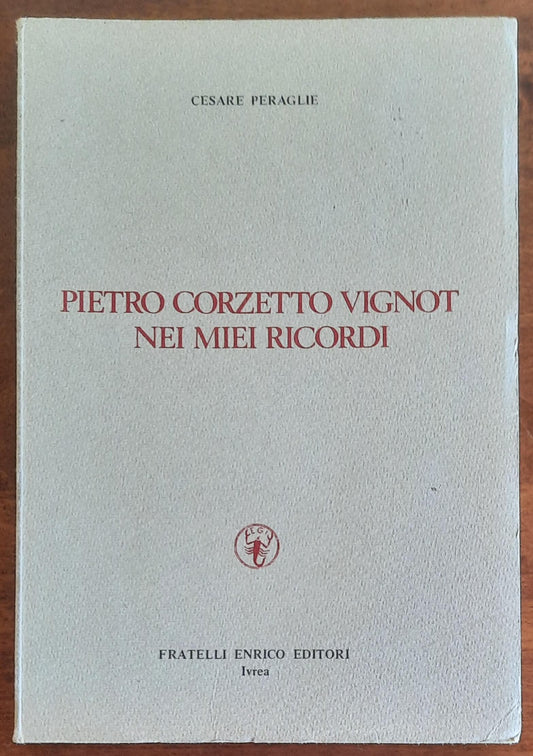 CESARE PERAGLIE
PIETRO CORZETTO VIGNOT
NEI MIEI RICORDI
FRATELLI ENRICO EDITORI
Ivrea